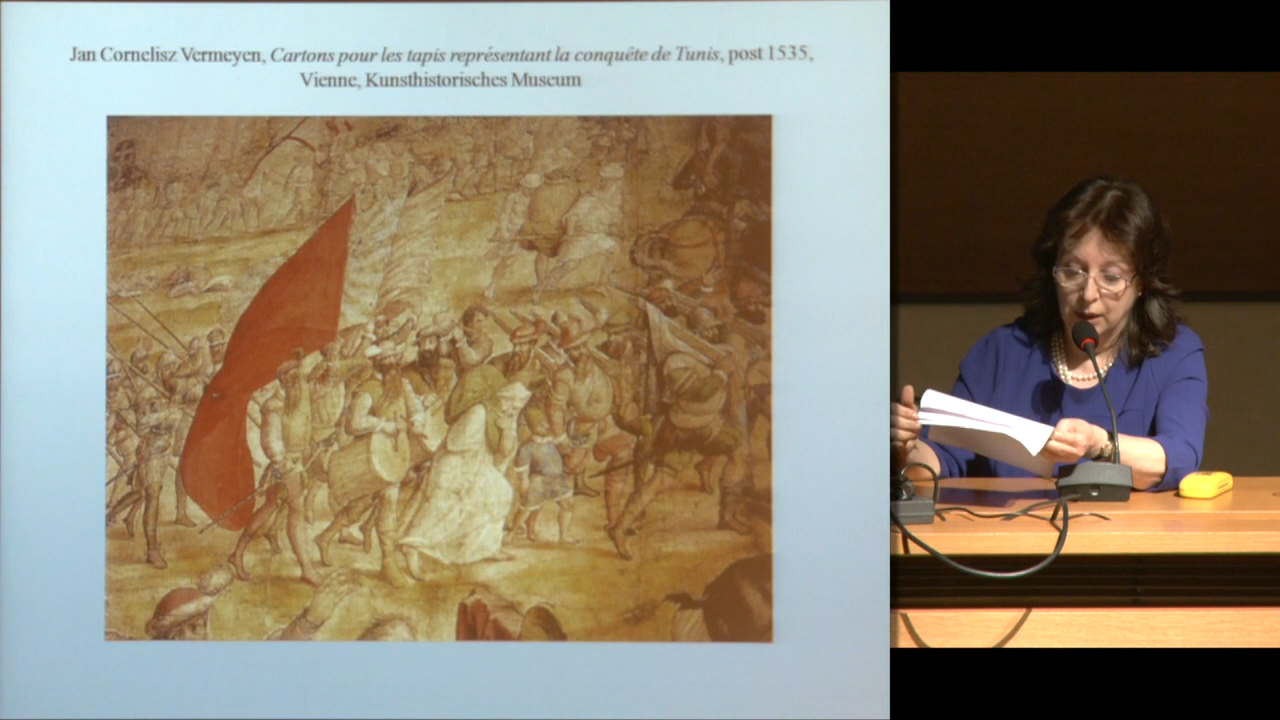 Jan Cornelisz Vermeyen, Cartons pour les tapis représentant la conquête de Tunis, post 1535,
Vienne, Kunsthistorisches Museum